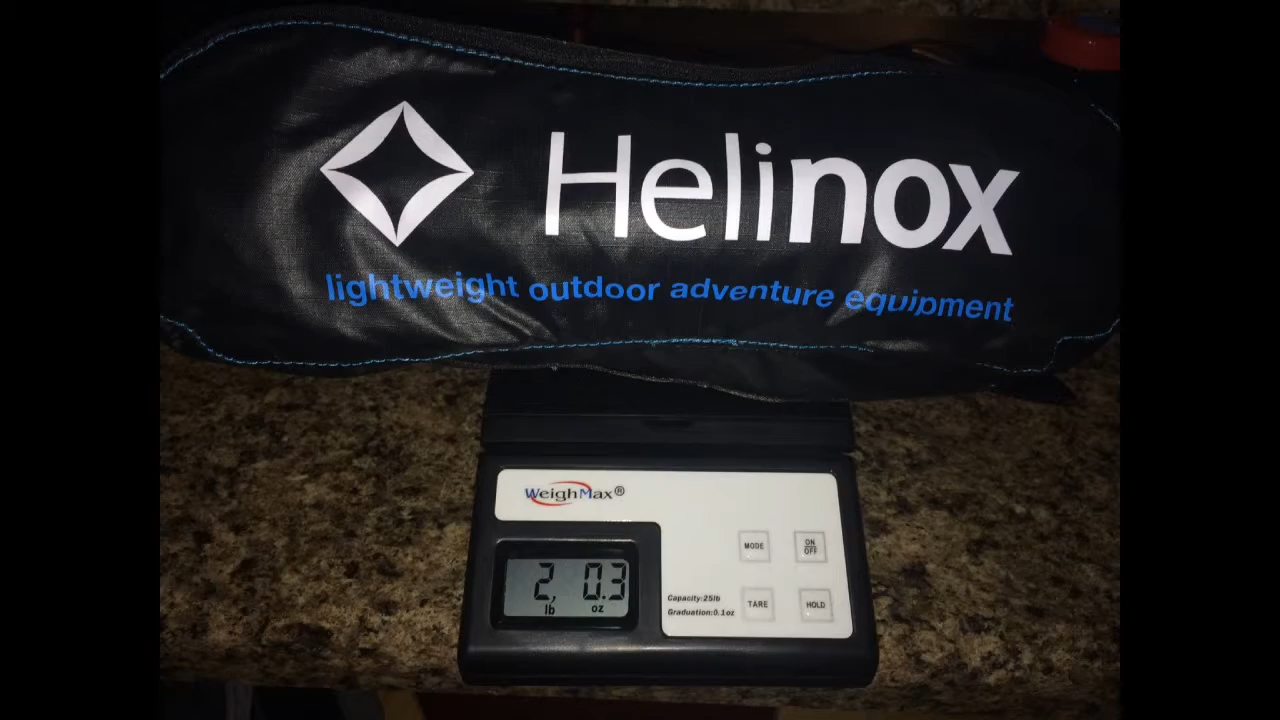 Helinox
lightweight outdoor adventure equipment
WeighMax®
MODE
ON
OFF
2, 0.3
lb oz
Capacity:25lb
Graduation:0.1oz
TARE
HOLD